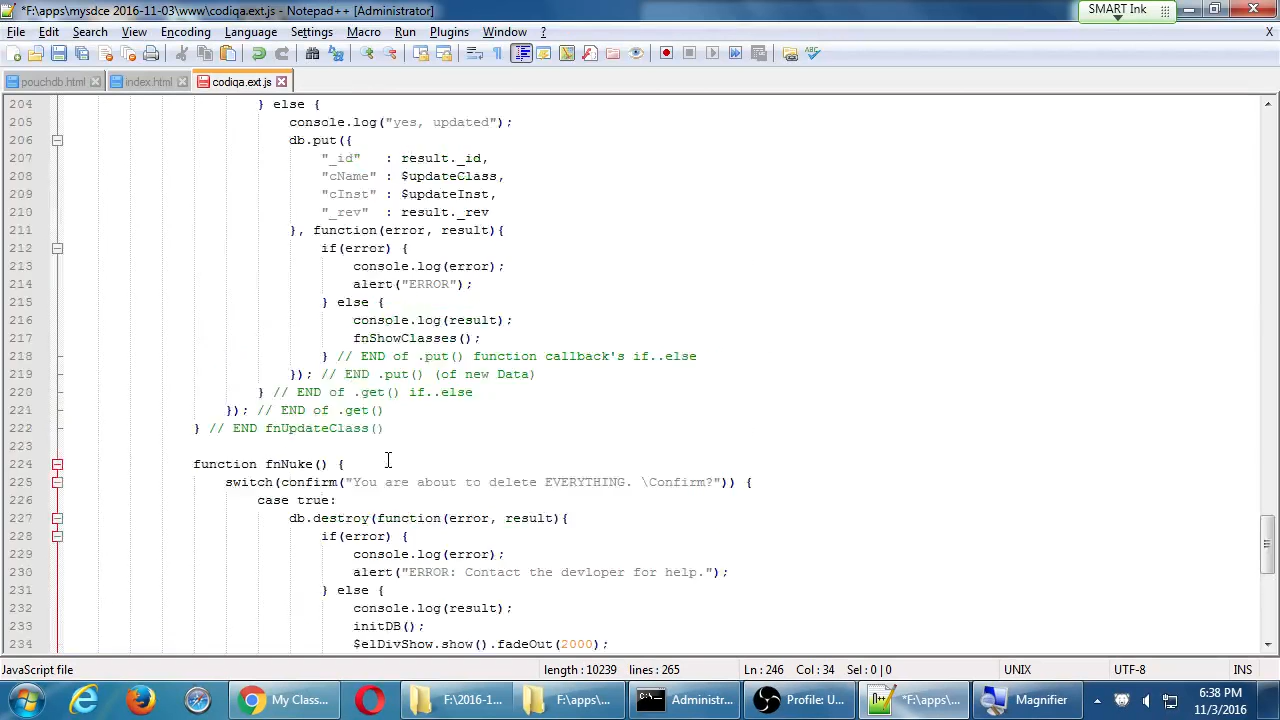 *F:\apps\mysdce 2016-11-03\www\codiqa.ext.js - Notepad++ [Administrator]
SMART Ink
File Edit Search View Encoding Language Settings Macro Run Plugins Window ? X
pouchdb.html index.html codiqa.ext.js
204 } else {
205 console.log("yes, updated");
206 db.put({
207 "_id" : result._id,
208 "cName" : $updateClass,
209 "cInst" : $updateInst,
210 "_rev" : result._rev
211 }, function(error, result){
212 if(error) {
213 console.log(error);
214 alert("ERROR");
215 } else {
216 console.log(result);
217 fnShowClasses();
218 } // END of .put() function callback's if..else
219 }); // END .put() (of new Data)
220 } // END of .get() if..else
221 }); // END of .get()
222 } // END fnUpdateClass()
223
224 function fnNuke() {
225 switch(confirm("You are about to delete EVERYTHING. \Confirm?")) {
226 case true:
227 db.destroy(function(error, result){
228 if(error) {
229 console.log(error);
230 alert("ERROR: Contact the devloper for help.");
231 } else {
232 console.log(result);
233 initDB();
234 $elDivShow.show().fadeOut(2000);
JavaScript file length : 10239 lines : 265 Ln : 246 Col : 34 Sel : 0 | 0 UNIX UTF-8 INS
My Class... F:\2016-1... F:\apps\... Administr... Profile: U... *F:\apps\... Magnifier 6:38 PM
11/3/2016